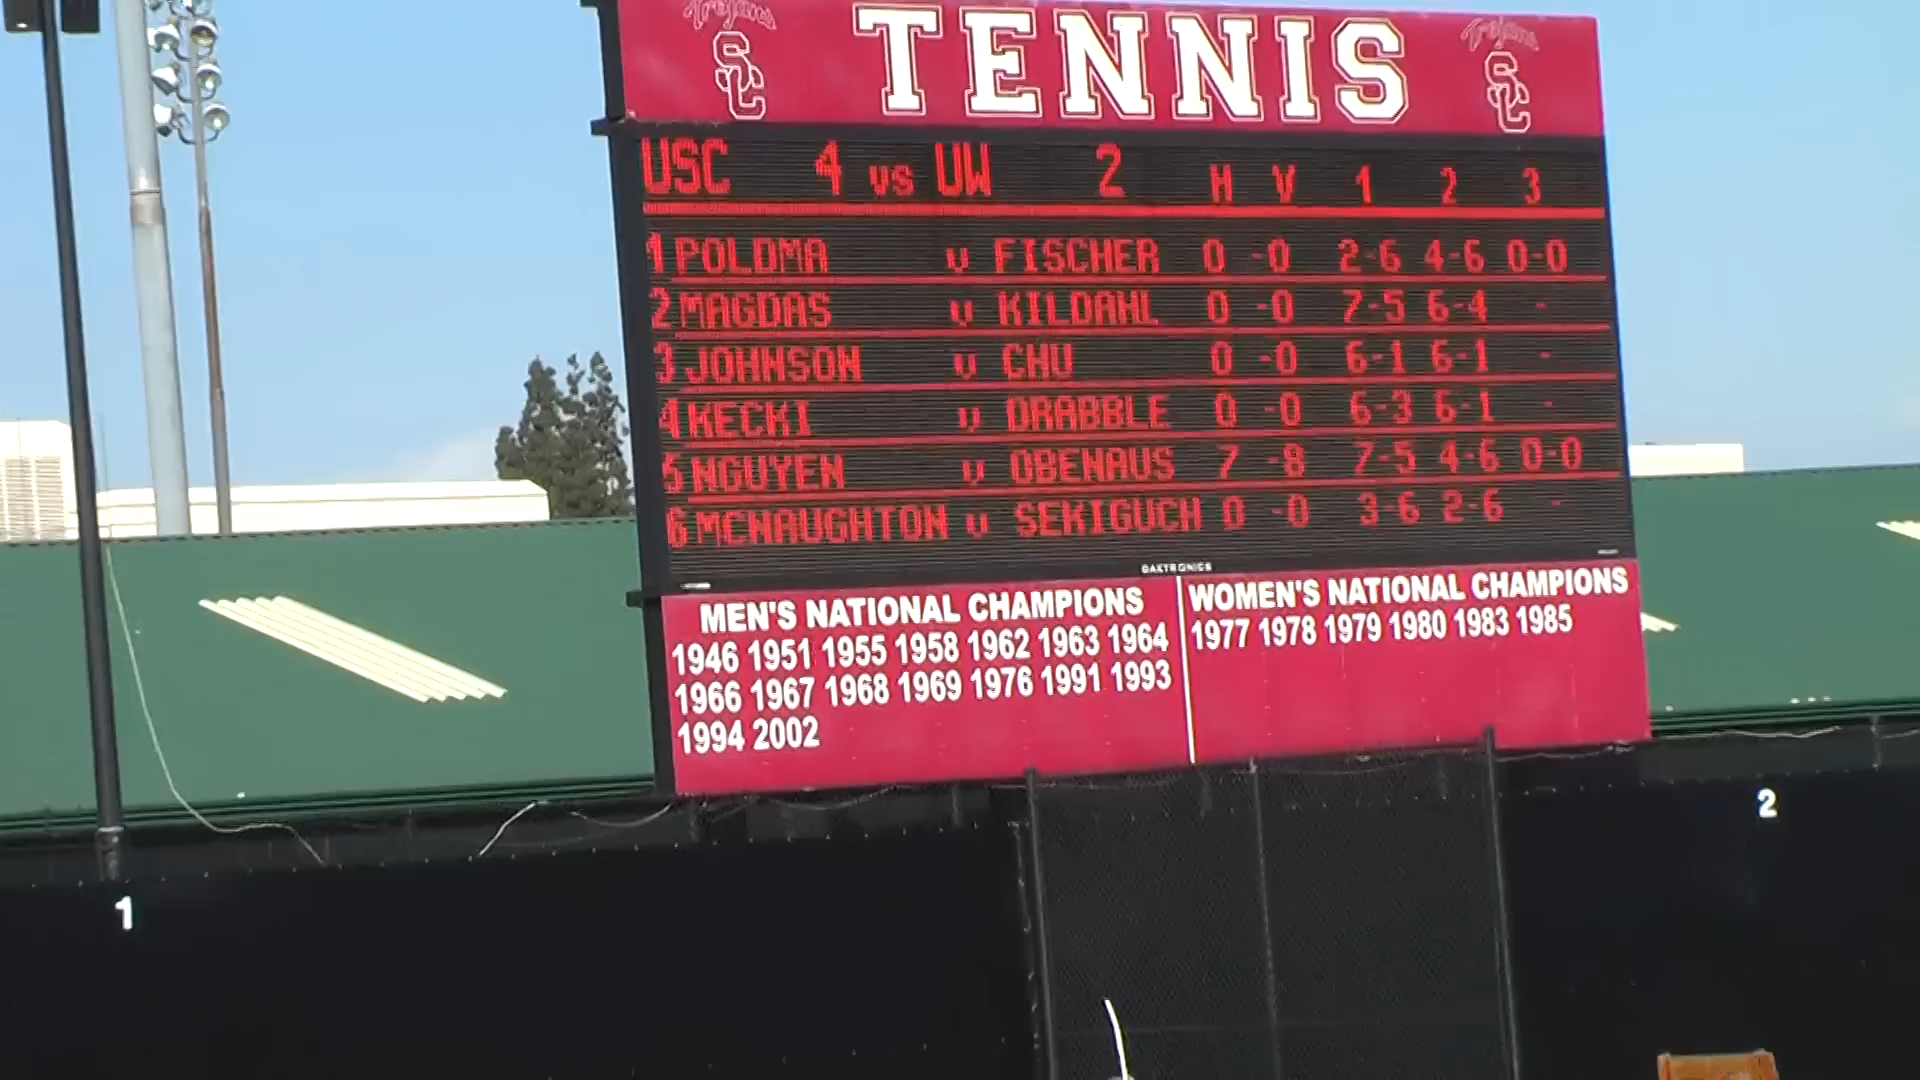 Trojans SC TENNIS Trojans SC
USC 4 vs UW 2 H V 1 2 3
1 POLDMA v FISCHER 0 -0 2-6 4-6 0-0
2 MAGDAS v KILDAHL 0 -0 7-5 6-4 -
3 JOHNSON v CHU 0 -0 6-1 6-1 -
4 KECKI v DRABBLE 0 -0 6-3 6-1 -
5 NGUYEN v OBENAUS 7 -8 7-5 4-6 0-0
6 MCNAUGHTON v SEKIGUCH 0 -0 3-6 2-6 -
DAKTRONICS
MEN'S NATIONAL CHAMPIONS
1946 1951 1955 1958 1962 1963 1964
1966 1967 1968 1969 1976 1991 1993
1994 2002
WOMEN'S NATIONAL CHAMPIONS
1977 1978 1979 1980 1983 1985
1
2